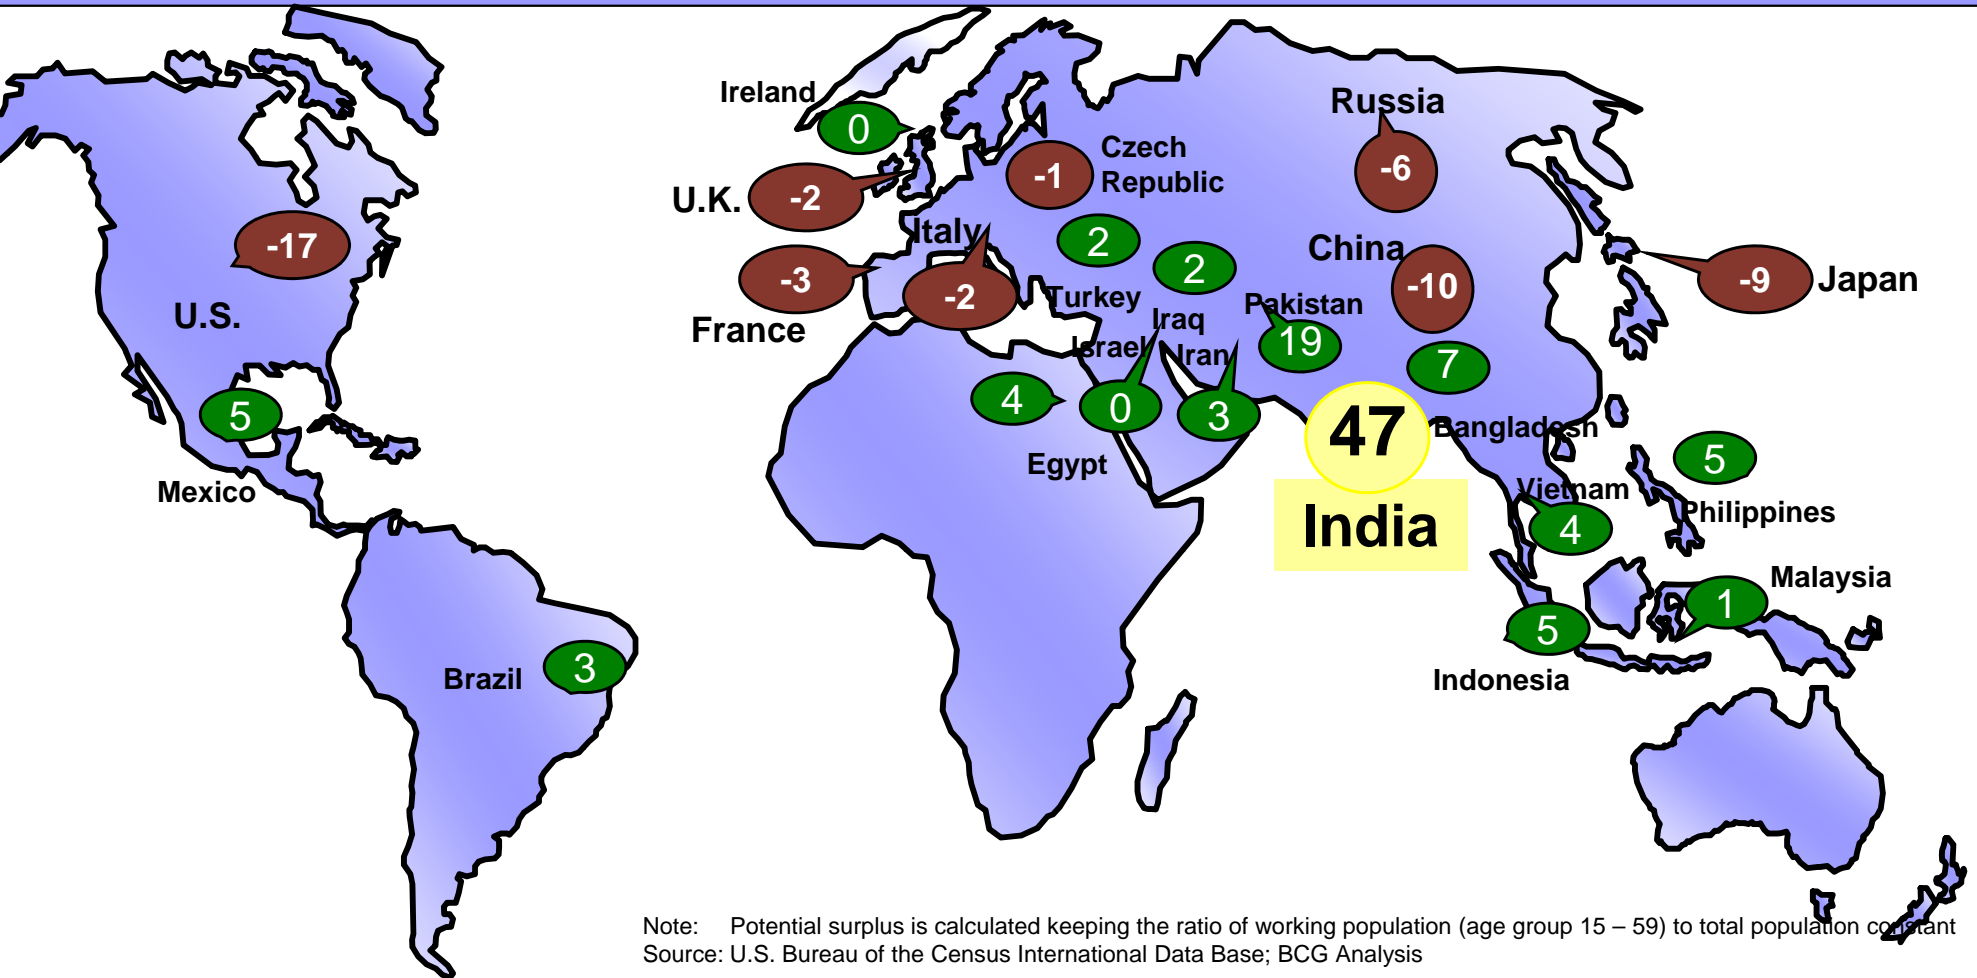 Ireland
0
Russia
-6
Czech
Republic
-1
U.K.
-2
-17
Italy
2
China
2
-10
-9
Japan
-3
-2
France
U.S.
Turkey
Iraq
Pakistan
19
Israel
Iran
7
5
4
0
3
47
Bangladesh
India
Egypt
Mexico
5
Vietnam
4
Philippines
Malaysia
1
5
Indonesia
Brazil
3
Note: Potential surplus is calculated keeping the ratio of working population (age group 15 – 59) to total population constant
Source: U.S. Bureau of the Census International Data Base; BCG Analysis